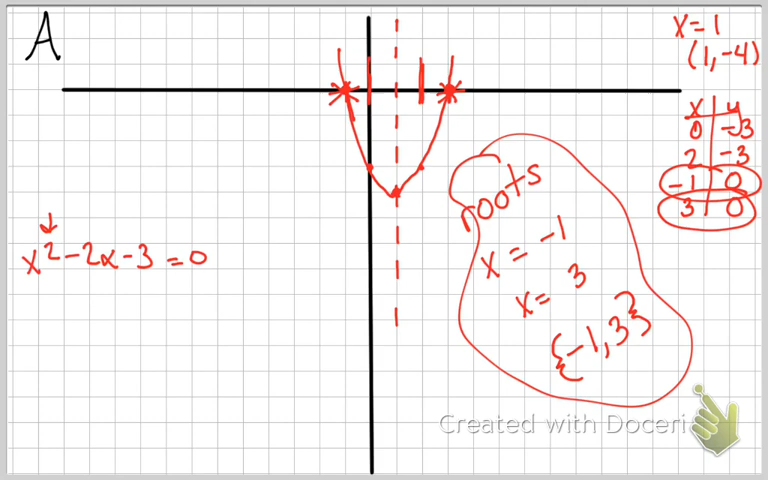 A
x=1
(1,-4)
x y
0 -3
2 -3
-1 0
3 0
roots
x = -1
x= 3
{-1,3}
x²-2x-3=0
Created with Doceri